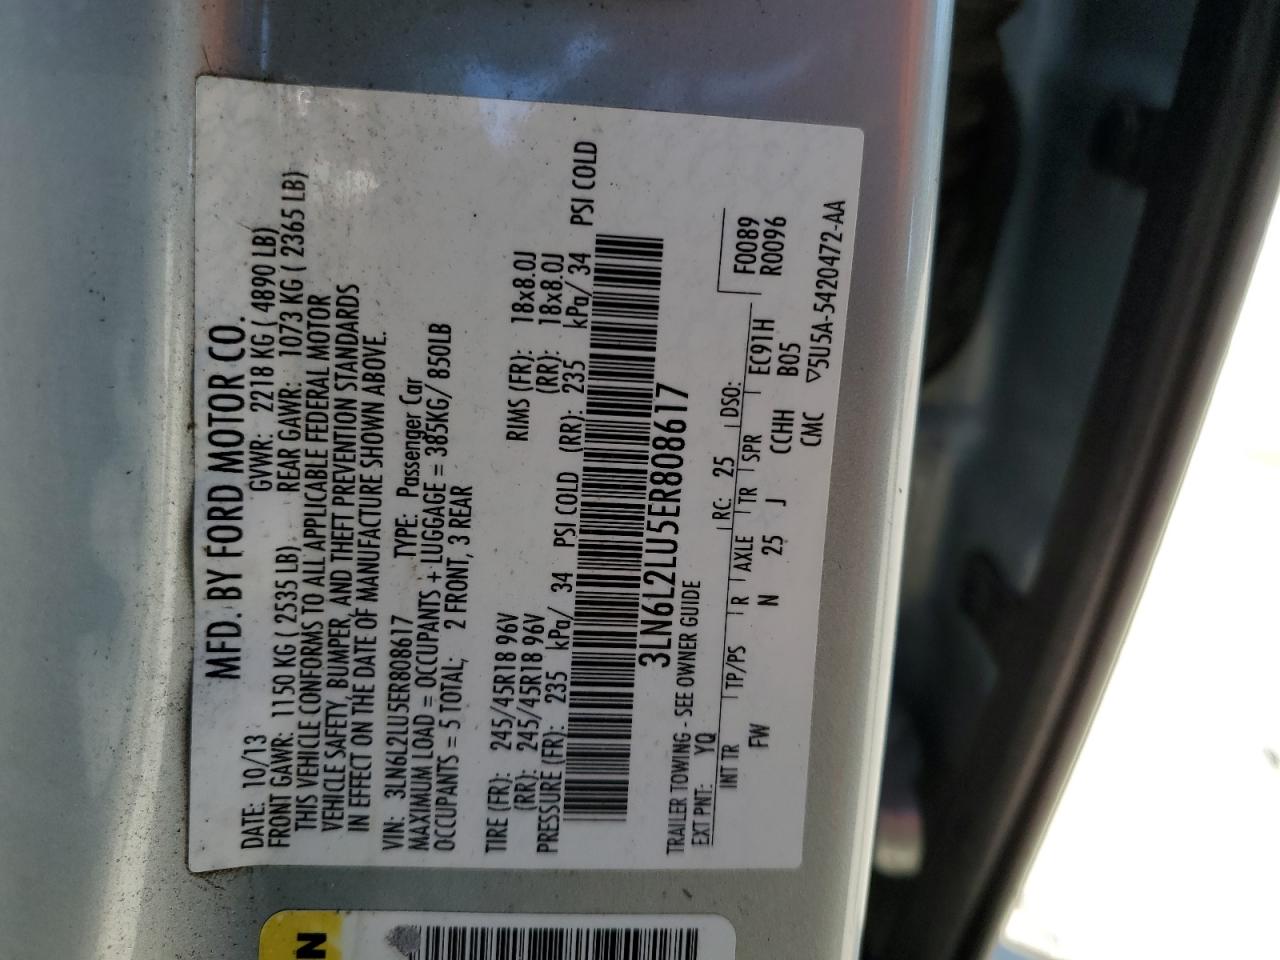 MFD. BY FORD MOTOR CO.
DATE: 10/13 GVWR: 2218 KG ( 4890 LB)
FRONT GAWR: 1150 KG ( 2535 LB) REAR GAWR: 1073 KG ( 2365 LB)
THIS VEHICLE CONFORMS TO ALL APPLICABLE FEDERAL MOTOR
VEHICLE SAFETY, BUMPER, AND THEFT PREVENTION STANDARDS
IN EFFECT ON THE DATE OF MANUFACTURE SHOWN ABOVE.
VIN: 3LN6L2LU5ER808617 TYPE: Passenger Car
MAXIMUM LOAD = OCCUPANTS + LUGGAGE = 385KG/ 850LB
OCCUPANTS = 5 TOTAL; 2 FRONT, 3 REAR
TIRE (FR): 245/45R18 96V RIMS (FR): 18x8.0J
(RR): 245/45R18 96V (RR): 18x8.0J
PRESSURE (FR): 235 kPa/ 34 PSI COLD (RR): 235 kPa/ 34 PSI COLD
3LN6L2LU5ER808617
TRAILER TOWING - SEE OWNER GUIDE
EXT PNT: YQ RC: 25 DSO: F0089
INT TR TP/PS R AXLE TR SPR EC91H R0096
FW N 25 J CCHH B05
CMC ▽5U5A-5420472-AA
N